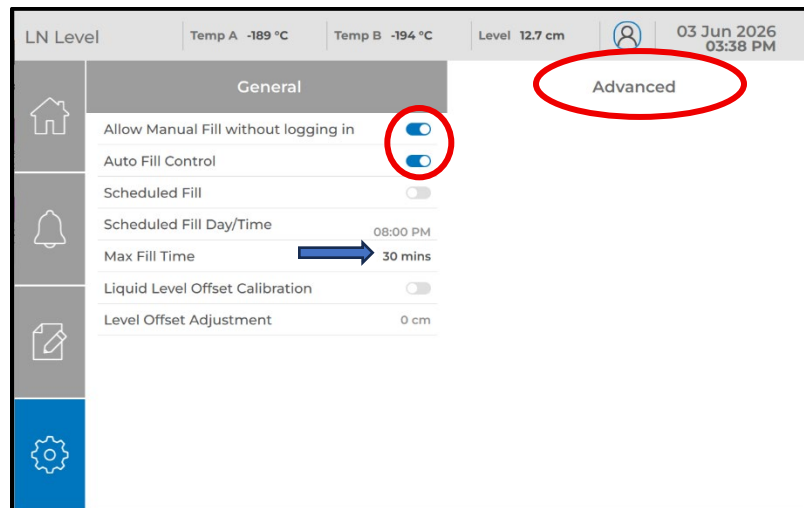 LN Level
Temp A -189 °C
Temp B -194 °C
Level 12.7 cm
03 Jun 2026
03:38 PM
General
Advanced
Allow Manual Fill without logging in
Auto Fill Control
Scheduled Fill
Scheduled Fill Day/Time 08:00 PM
Max Fill Time 30 mins
Liquid Level Offset Calibration
Level Offset Adjustment 0 cm